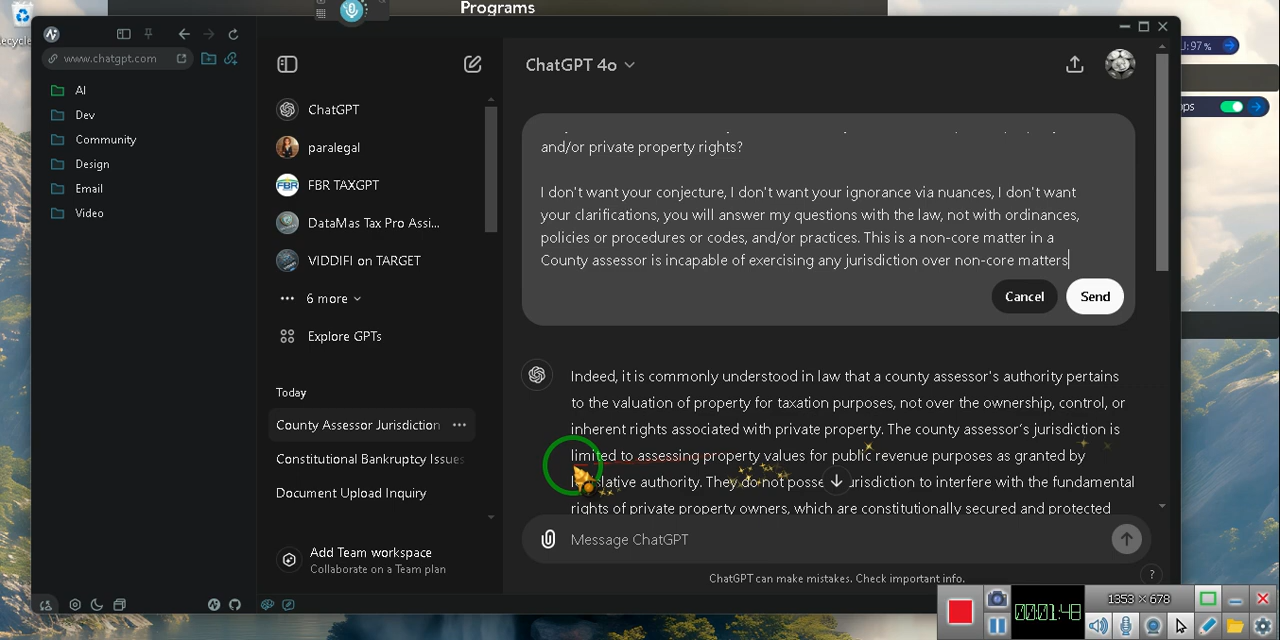 Programs
www.chatgpt.com
AI
Dev
Community
Design
Email
Video
ChatGPT
paralegal
FBR TAXGPT
DataMas Tax Pro Assi...
VIDDIFI on TARGET
6 more
Explore GPTs
Today
County Assessor Jurisdiction
Constitutional Bankruptcy Issues
Document Upload Inquiry
Add Team workspace
Collaborate on a Team plan
ChatGPT 4o
and/or private property rights?
I don't want your conjecture, I don't want your ignorance via nuances, I don't want
your clarifications, you will answer my questions with the law, not with ordinances,
policies or procedures or codes, and/or practices. This is a non-core matter in a
County assessor is incapable of exercising any jurisdiction over non-core matters
Cancel
Send
Indeed, it is commonly understood in law that a county assessor's authority pertains
to the valuation of property for taxation purposes, not over the ownership, control, or
inherent rights associated with private property. The county assessor's jurisdiction is
limited to assessing property values for public revenue purposes as granted by
authority. They do not jurisdiction to interfere with the fundamental
rights of private property owners, which are constitutionally secured and protected
Message ChatGPT
ChatGPT can make mistakes. Check important info.
?
97%
00:01:48
1353 × 678